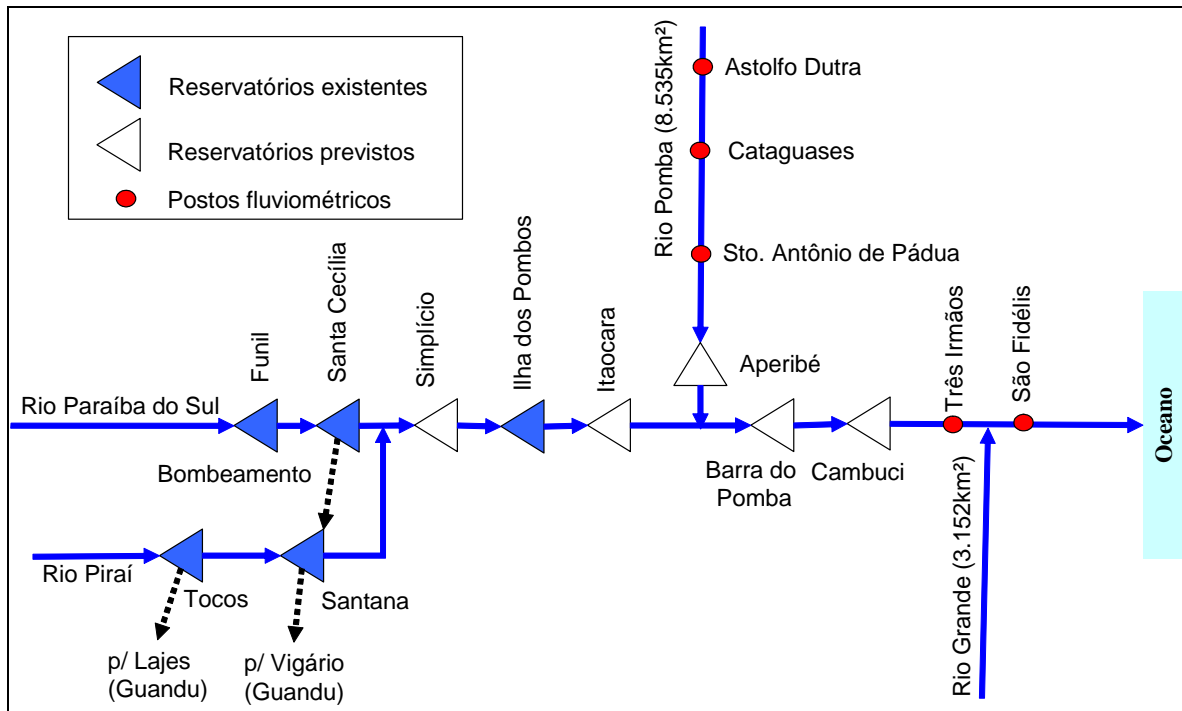 Reservatórios existentes
Reservatórios previstos
Postos fluviométricos
Rio Pomba (8.535km²)
Astolfo Dutra
Cataguases
Sto. Antônio de Pádua
Aperibé
Rio Paraíba do Sul
Funil
Santa Cecília
Simplício
Ilha dos Pombos
Itaocara
Três Irmãos
São Fidélis
Oceano
Bombeamento
Barra do
Pomba
Cambuci
Rio Piraí
Tocos
Santana
p/ Lajes
(Guandu)
p/ Vigário
(Guandu)
Rio Grande (3.152km²)